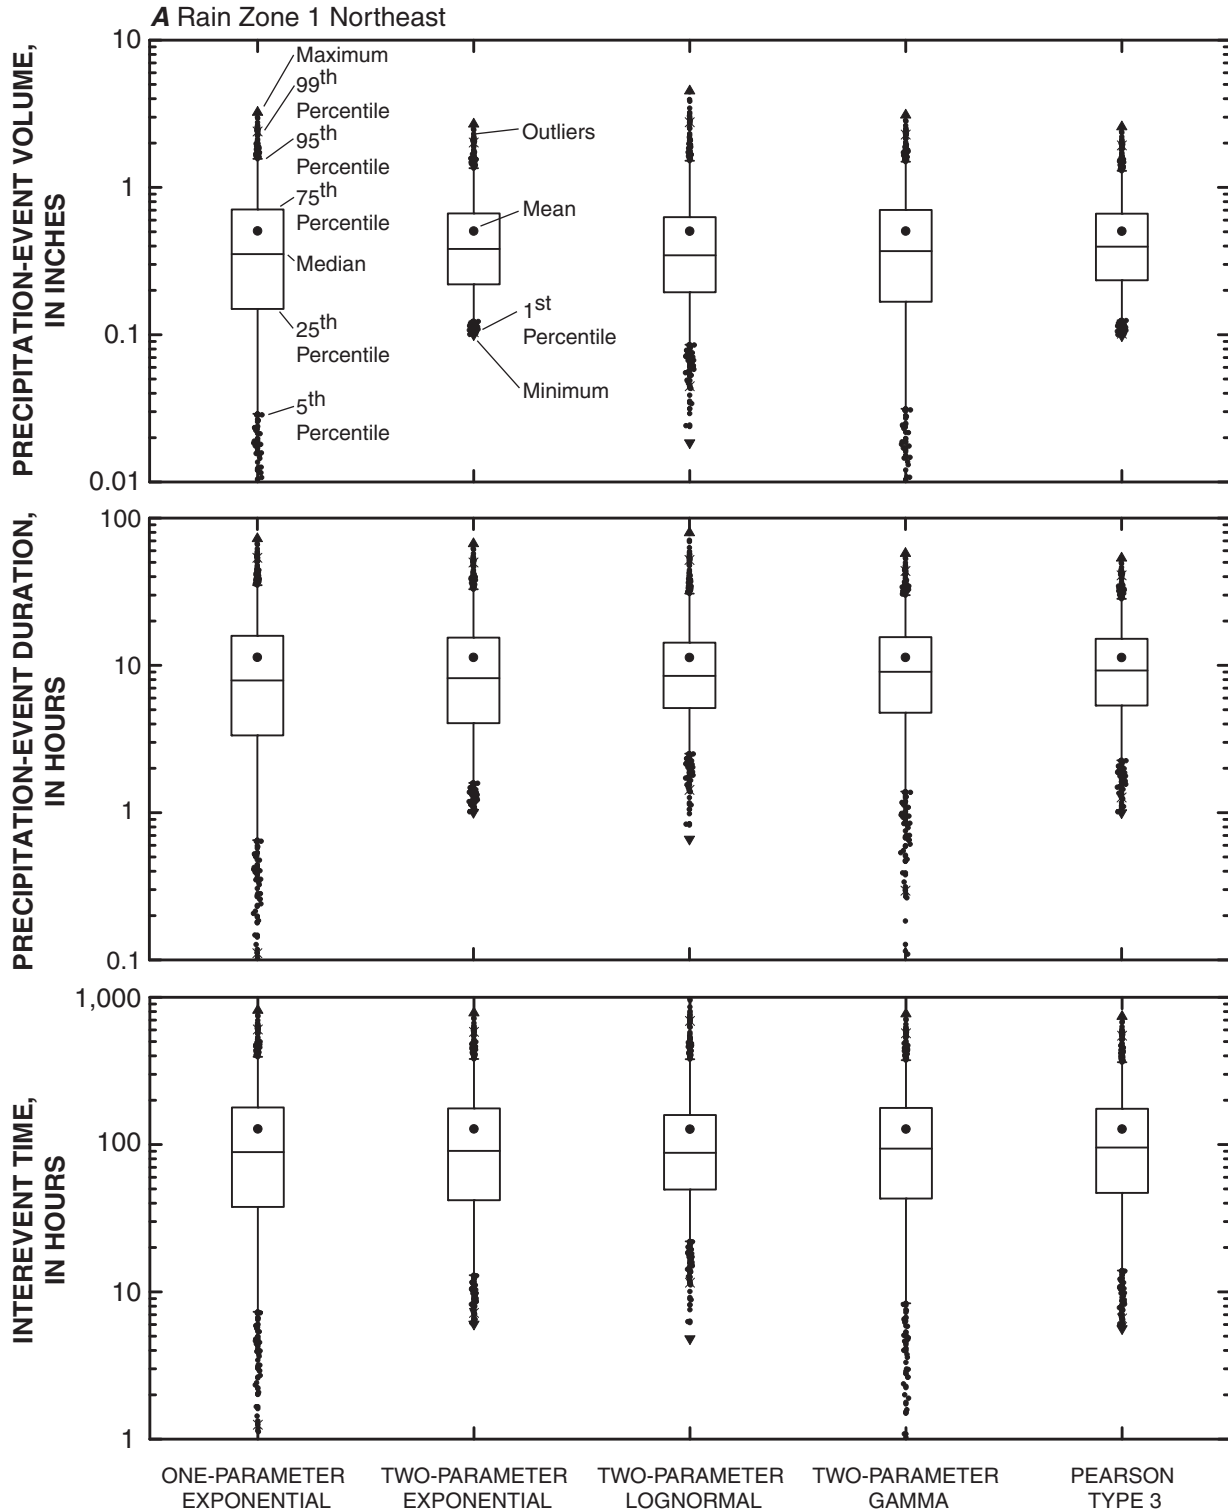 A Rain Zone 1 Northeast
PRECIPITATION-EVENT VOLUME,
IN INCHES
10
1
0.1
0.01
Maximum
99th
Percentile
95th
Percentile
75th
Percentile
Median
25th
Percentile
5th
Percentile
Outliers
Mean
1st
Percentile
Minimum
PRECIPITATION-EVENT DURATION,
IN HOURS
100
10
1
0.1
INTEREVENT TIME,
IN HOURS
1,000
100
10
1
ONE-PARAMETER
EXPONENTIAL
TWO-PARAMETER
EXPONENTIAL
TWO-PARAMETER
LOGNORMAL
TWO-PARAMETER
GAMMA
PEARSON
TYPE 3